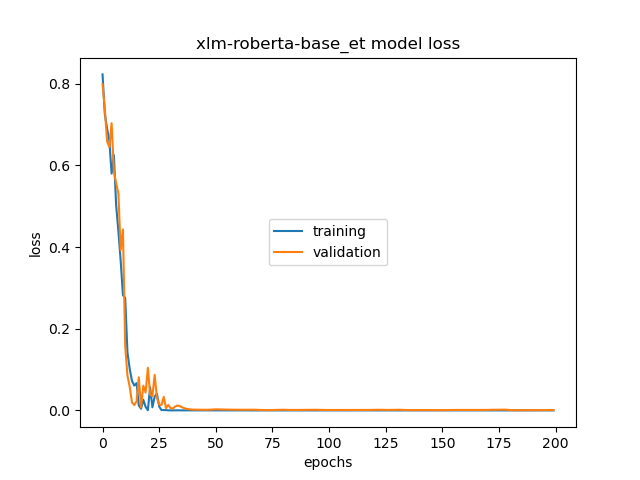 xlm-roberta-base_et model loss
0.8
0.6
0.4
0.2
0.0
loss
training
validation
0 25 50 75 100 125 150 175 200
epochs